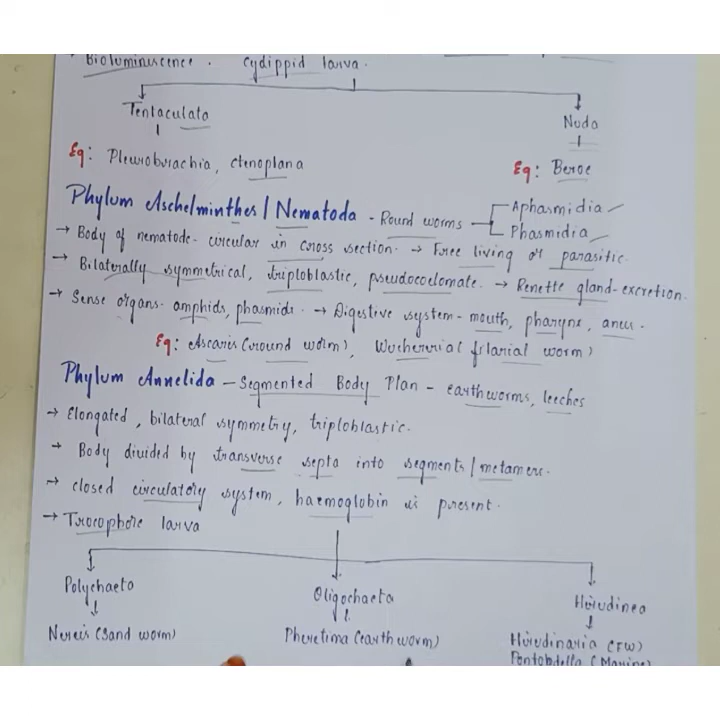 Bioluminuscence. Cydippid larva.
Tentaculata
Nuda
Eg: Pleurobrachia, ctenoplana
Eg: Beroe
Phylum Aschelminthes / Nematoda - Round worms
Aphasmidia
Phasmidia
→ Body of nematode - circular in cross section. → Free living or parasitic.
→ Bilaterally symmetrical, triploblastic, pseudocoelomate. → Renette gland-excretion.
→ Sense organs- amphids, phasmids. → Digestive system - mouth, pharynx, anus.
Eg: Ascaris (round worm), Wuchereria ( filarial worm)
Phylum Annelida - Segmented Body Plan - earthworms, leeches
→ Elongated, bilateral symmetry, triploblastic.
→ Body divided by transverse septa into segments / metamere.
→ closed circulatory system, haemoglobin is present.
→ Trocophore larva
Polychaeta
Oligochaeta
Hirudinea
Nereis (Sand worm)
Pheretima (earthworm)
Hirudinaria (FW)
Pontobdella (Marine)